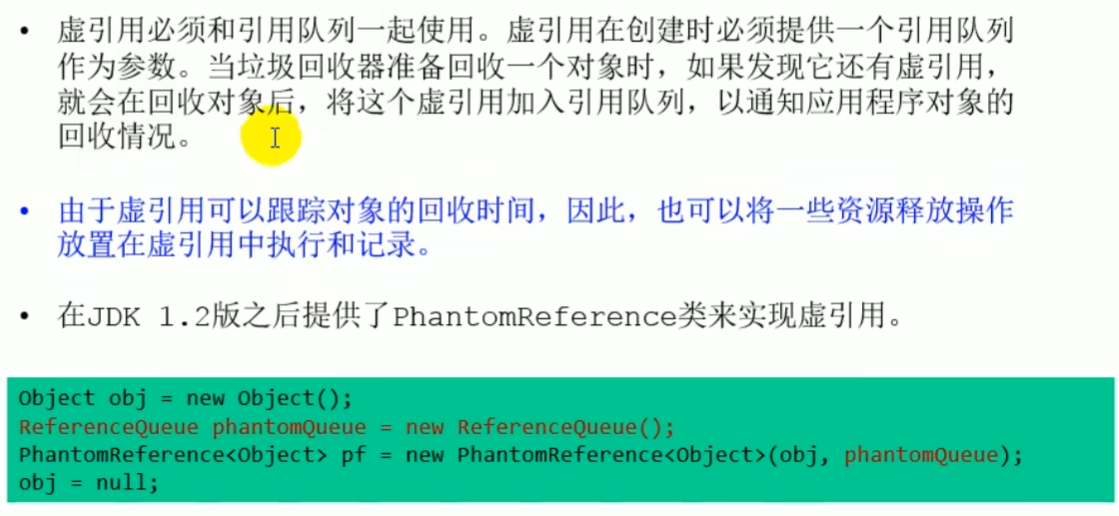 • 虚引用必须和引用队列一起使用。虚引用在创建时必须提供一个引用队列
作为参数。当垃圾回收器准备回收一个对象时，如果发现它还有虚引用，
就会在回收对象后，将这个虚引用加入引用队列，以通知应用程序对象的
回收情况。
• 由于虚引用可以跟踪对象的回收时间，因此，也可以将一些资源释放操作
放置在虚引用中执行和记录。
• 在JDK 1.2版之后提供了PhantomReference类来实现虚引用。
Object obj = new Object();
ReferenceQueue phantomQueue = new ReferenceQueue();
PhantomReference<Object> pf = new PhantomReference<Object>(obj, phantomQueue);
obj = null;